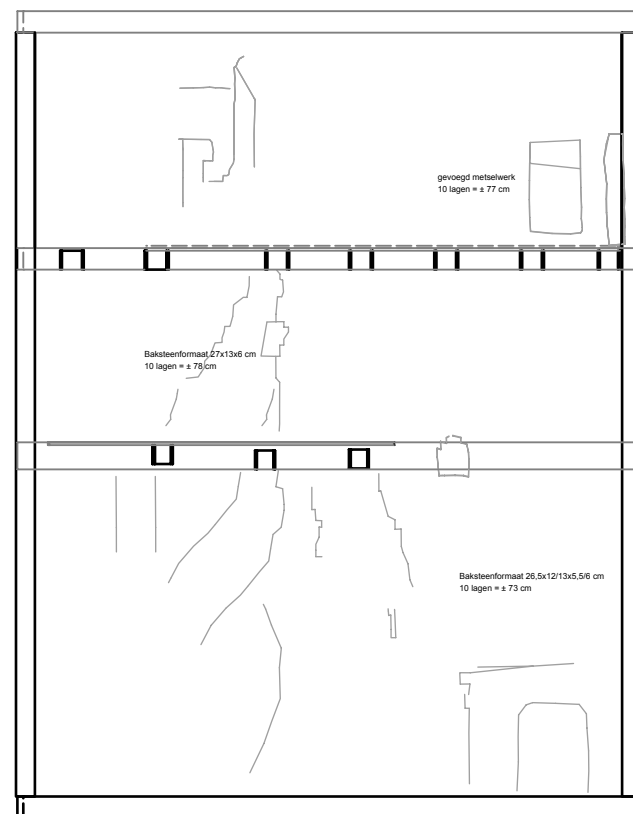 gevoegd metselwerk
10 lagen = ± 77 cm
Baksteenformaat 27x13x6 cm
10 lagen = ± 78 cm
Baksteenformaat 26,5x12/13x5,5/6 cm
10 lagen = ± 73 cm